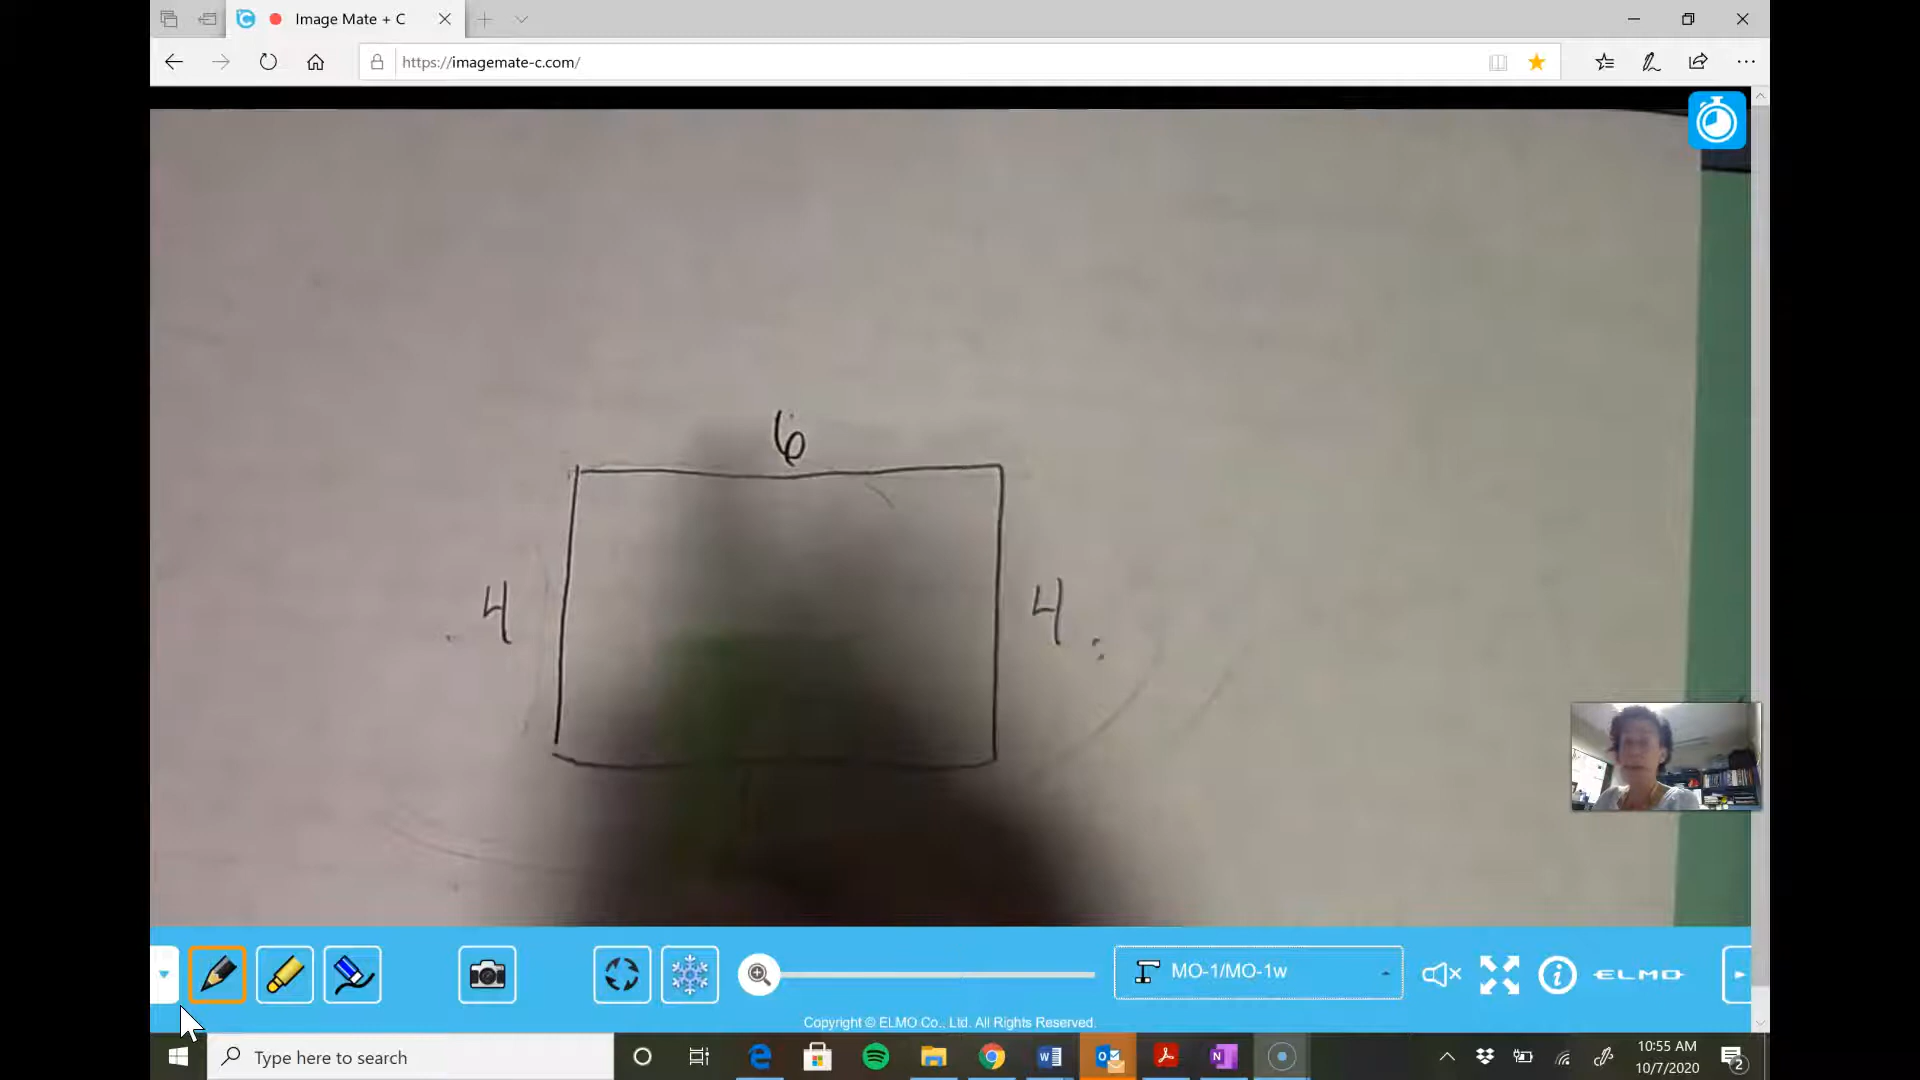 Image Mate + C
https://imagemate-c.com/
6
4
4
MO-1/MO-1w
ELMO
Copyright © ELMO Co., Ltd. All Rights Reserved.
Type here to search
10:55 AM
10/7/2020
2